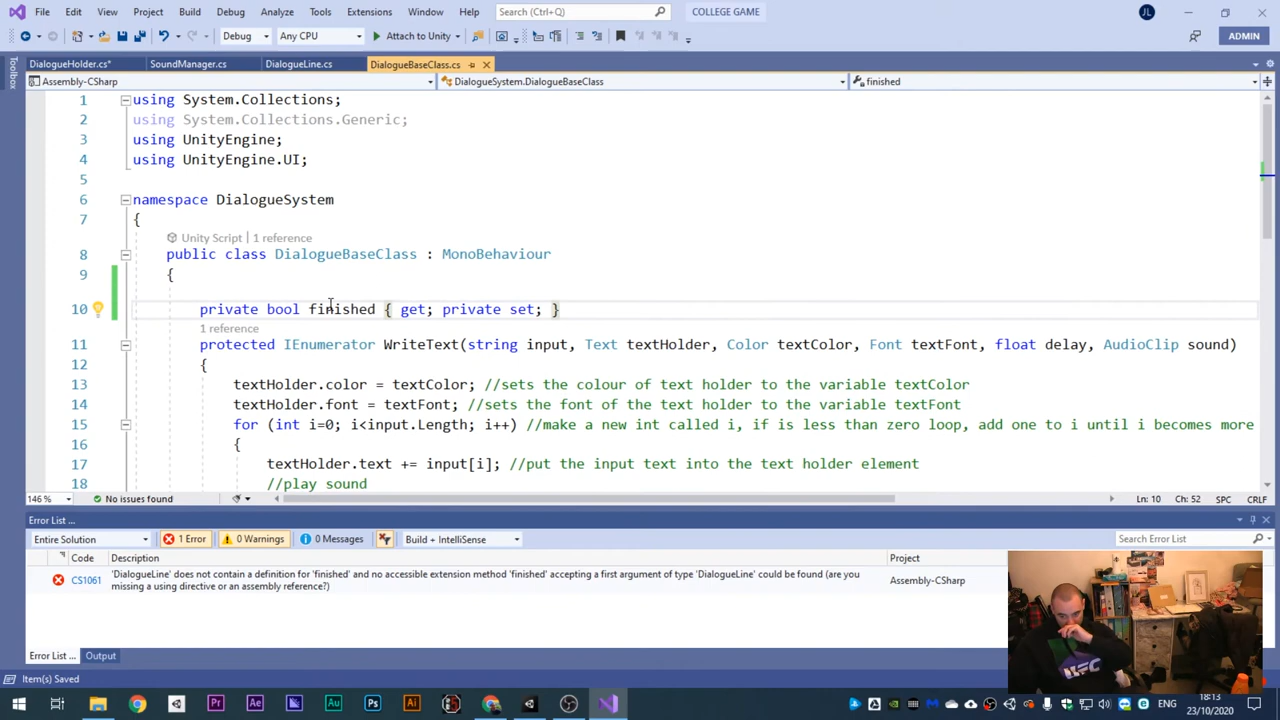 File Edit View Project Build Debug Analyze Tools Extensions Window Help Search (Ctrl+Q) COLLEGE GAME JL
Debug Any CPU Attach to Unity ADMIN
Toolbox
DialogueHolder.cs* SoundManager.cs DialogueLine.cs DialogueBaseClass.cs
Assembly-CSharp DialogueSystem.DialogueBaseClass finished
1 using System.Collections;
2 using System.Collections.Generic;
3 using UnityEngine;
4 using UnityEngine.UI;
5
6 namespace DialogueSystem
7 {
Unity Script | 1 reference
8 public class DialogueBaseClass : MonoBehaviour
9 {
10 private bool finished { get; private set; }
1 reference
11 protected IEnumerator WriteText(string input, Text textHolder, Color textColor, Font textFont, float delay, AudioClip sound)
12 {
13 textHolder.color = textColor; //sets the colour of text holder to the variable textColor
14 textHolder.font = textFont; //sets the font of the text holder to the variable textFont
15 for (int i=0; i<input.Length; i++) //make a new int called i, if is less than zero loop, add one to i until i becomes more
16 {
17 textHolder.text += input[i]; //put the input text into the text holder element
18 //play sound
146 % No issues found Ln: 10 Ch: 52 SPC CRLF
Error List ...
Entire Solution 1 Error 0 Warnings 0 Messages Build + IntelliSense Search Error List
Code Description Project
CS1061 'DialogueLine' does not contain a definition for 'finished' and no accessible extension method 'finished' accepting a first argument of type 'DialogueLine' could be found (are you Assembly-CSharp
missing a using directive or an assembly reference?)
Error List ... Output
Item(s) Saved
Pr Ae Au Ps Ai ENG 18:13
23/10/2020